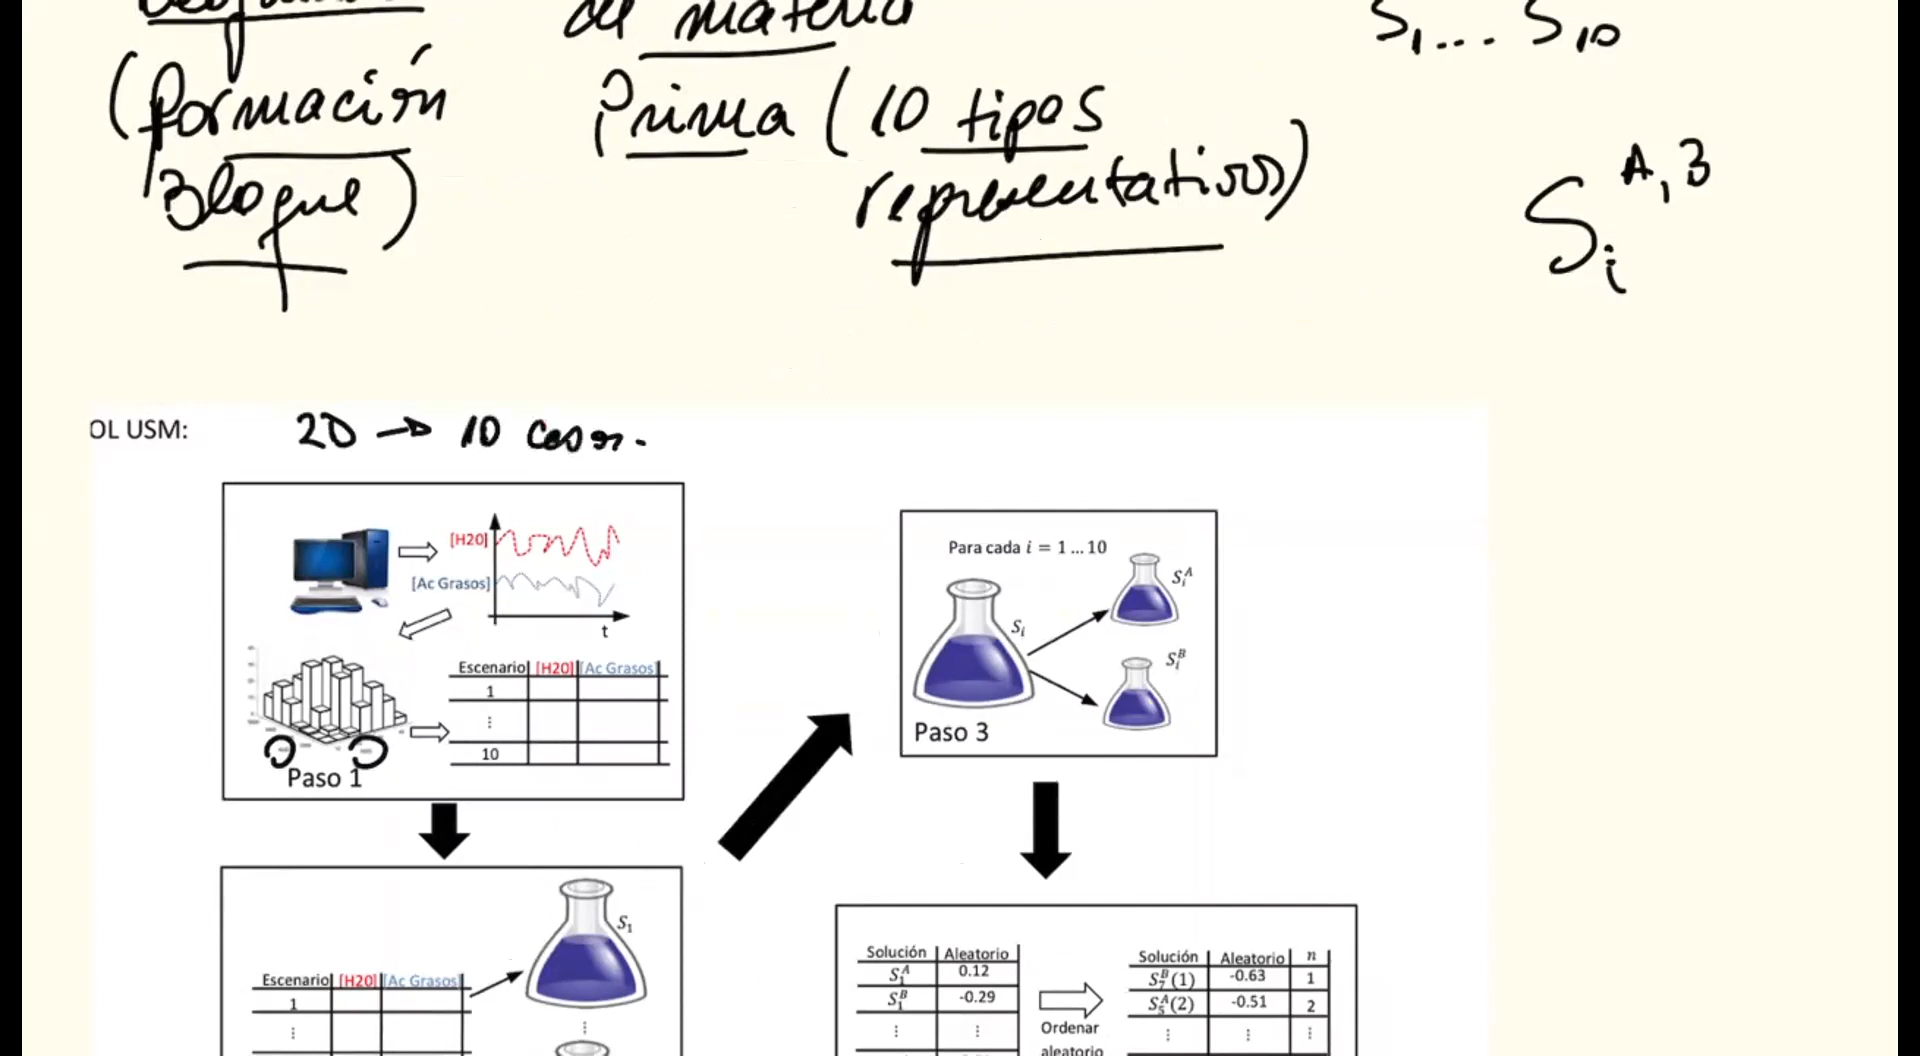 de materia
S1... S10
(formación
Prima (10 tipos
Bloque)
representativos)
Si A,B
OL USM:
20 → 10 casos.
[H20]
[Ac Grasos]
t
Escenario [H20] [Ac Grasos]
1
⋮
10
Paso 1
Para cada i = 1 ... 10
Si
SiA
SiB
Paso 3
Escenario [H20] [Ac Grasos]
1
⋮
S1
⋮
Solución Aleatorio
S1A 0.12
S1B -0.29
⋮ ⋮
Ordenar
aleatorio
Solución Aleatorio n
S7B(1) -0.63 1
S5A(2) -0.51 2
⋮ ⋮ ⋮